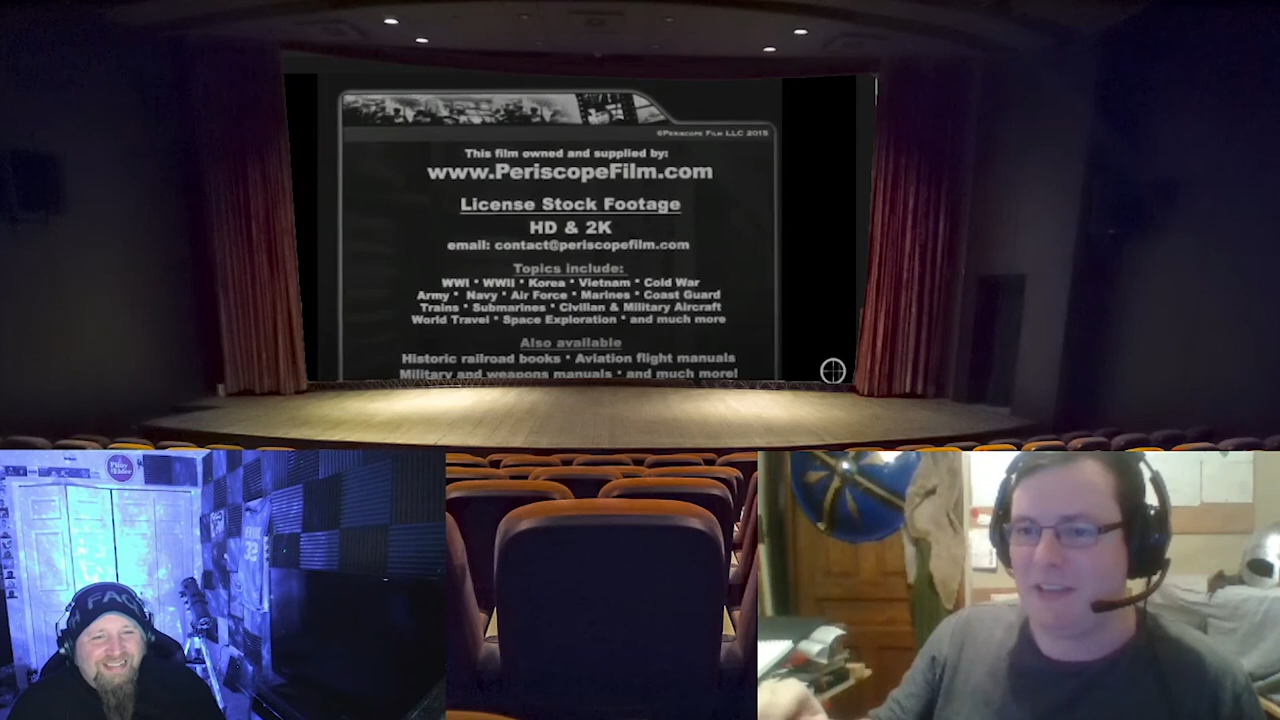 ©Periscope Film LLC 2015
This film owned and supplied by:
www.PeriscopeFilm.com
License Stock Footage
HD & 2K
email: contact@periscopefilm.com
Topics include:
WWI * WWII * Korea * Vietnam * Cold War
Army * Navy * Air Force * Marines * Coast Guard
Trains * Submarines * Civilian & Military Aircraft
World Travel * Space Exploration * and much more
Also available
Historic railroad books * Aviation flight manuals
Military and weapons manuals * and much more!
32